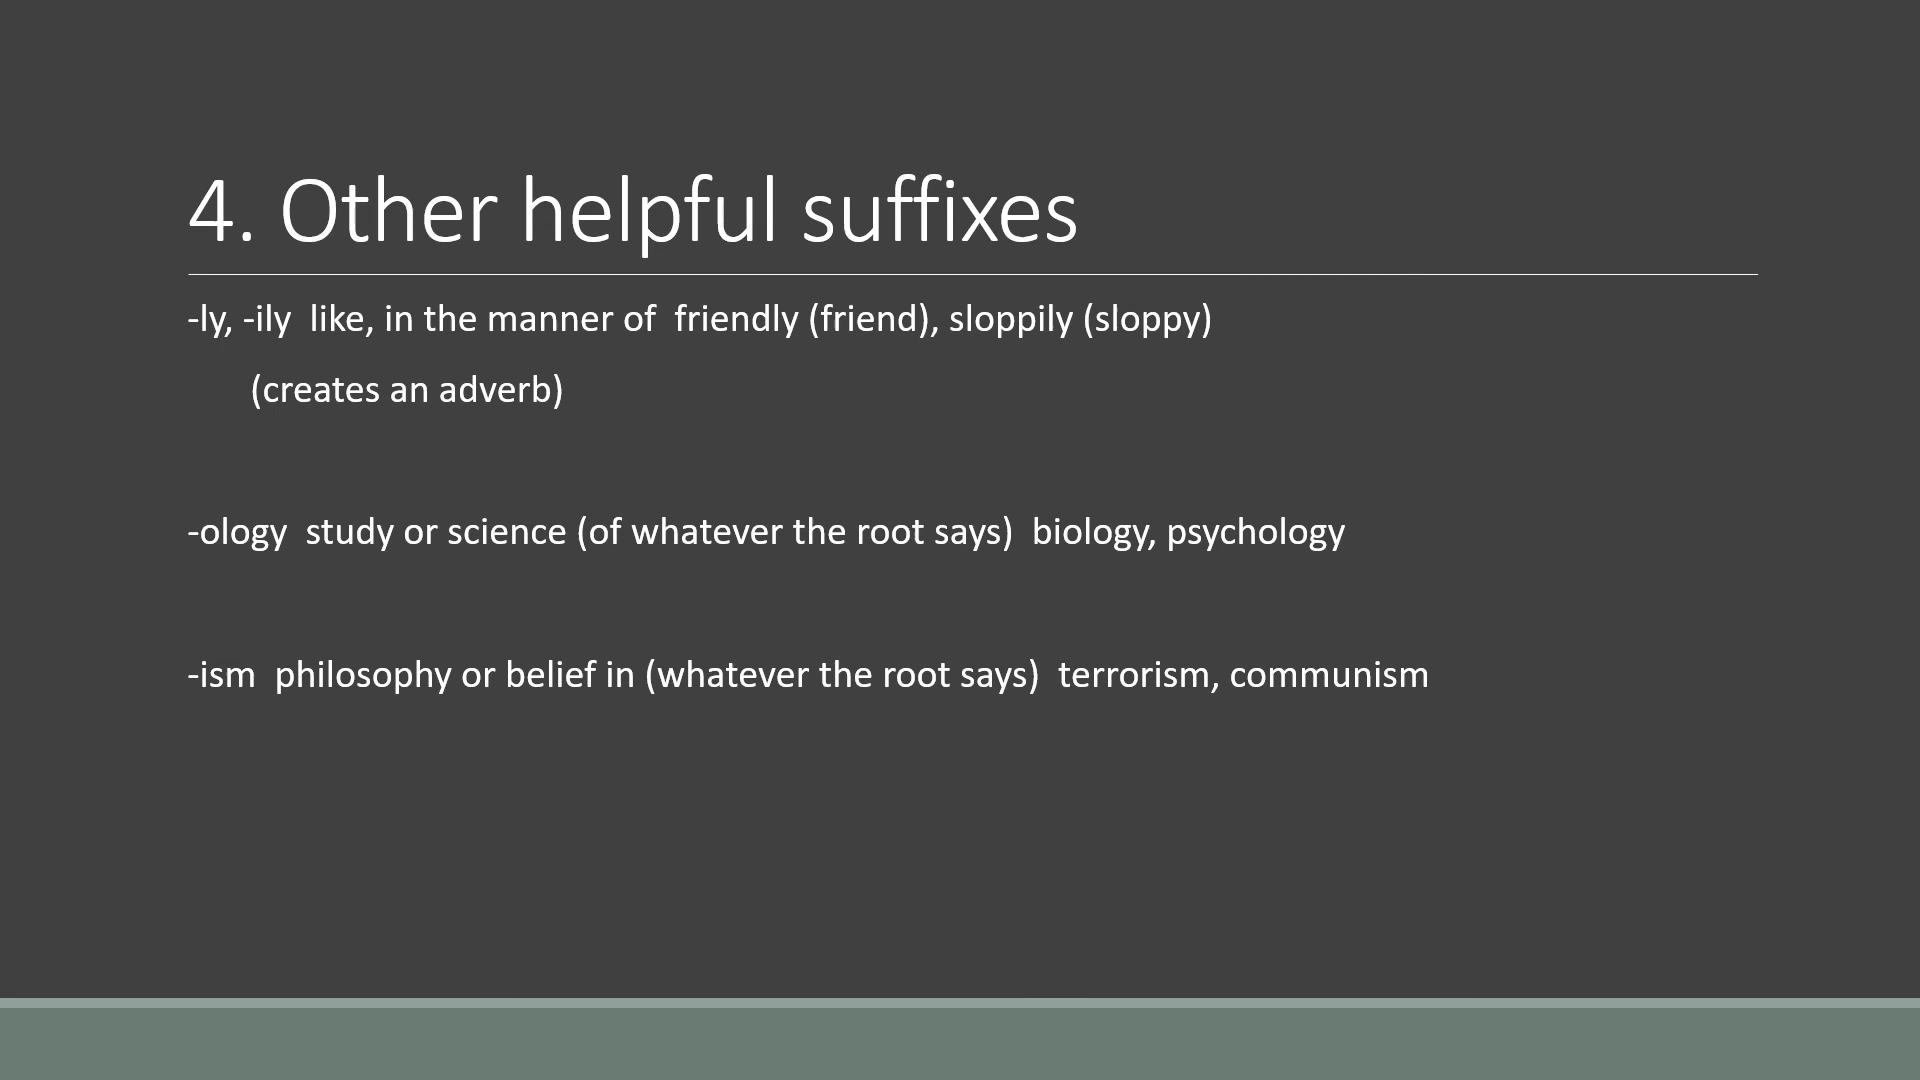 4. Other helpful suffixes
-ly, -ily  like, in the manner of  friendly (friend), sloppily (sloppy)
(creates an adverb)
-ology  study or science (of whatever the root says)  biology, psychology
-ism  philosophy or belief in (whatever the root says)  terrorism, communism